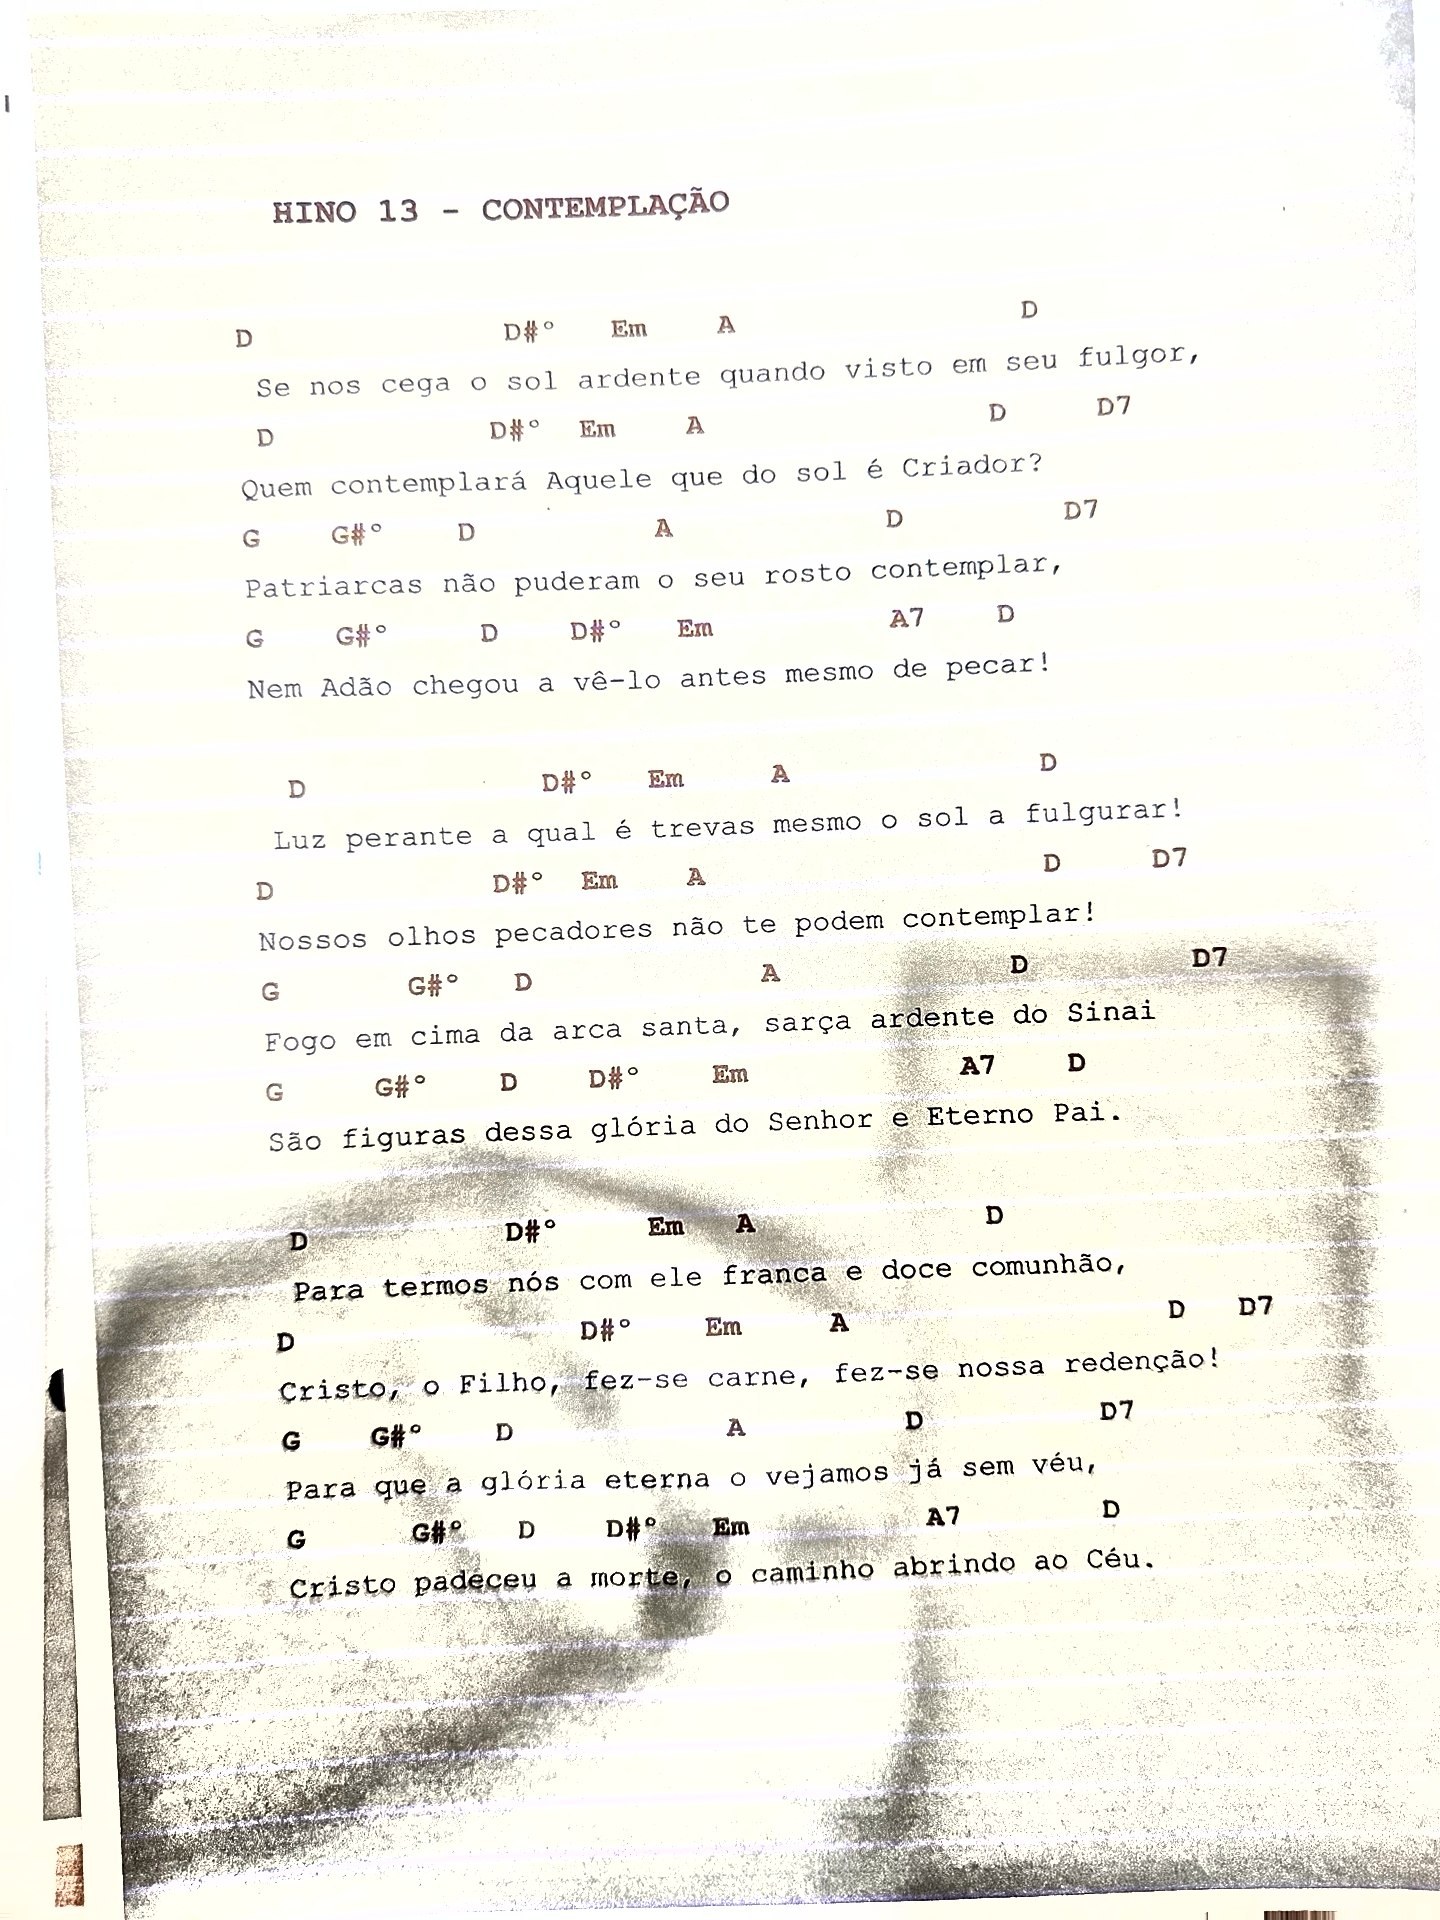 HINO 13 - CONTEMPLAÇÃO
D D#° Em A D
Se nos cega o sol ardente quando visto em seu fulgor,
D D#° Em A D D7
Quem contemplará Aquele que do sol é Criador?
G G#° D A D D7
Patriarcas não puderam o seu rosto contemplar,
G G#° D D#° Em A7 D
Nem Adão chegou a vê-lo antes mesmo de pecar!
D D#° Em A D
Luz perante a qual é trevas mesmo o sol a fulgurar!
D D#° Em A D D7
Nossos olhos pecadores não te podem contemplar!
G G#° D A D D7
Fogo em cima da arca santa, sarça ardente do Sinai
G G#° D D#° Em A7 D
São figuras dessa glória do Senhor e Eterno Pai.
D D#° Em A D
Para termos nós com ele franca e doce comunhão,
D D#° Em A D D7
Cristo, o Filho, fez-se carne, fez-se nossa redenção!
G G#° D A D D7
Para que a glória eterna o vejamos já sem véu,
G G#° D D#° Em A7 D
Cristo padeceu a morte, o caminho abrindo ao Céu.